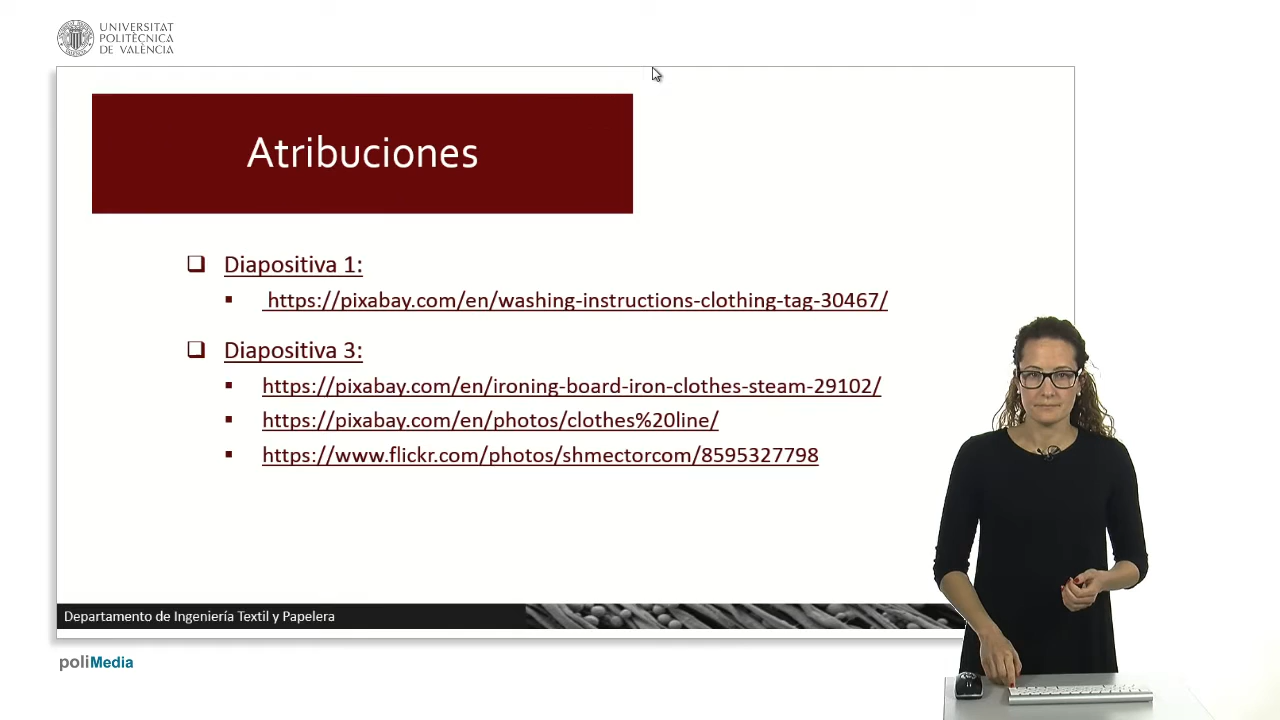 UNIVERSITAT
POLITÈCNICA
DE VALÈNCIA
Atribuciones
Diapositiva 1:
https://pixabay.com/en/washing-instructions-clothing-tag-30467/
Diapositiva 3:
https://pixabay.com/en/ironing-board-iron-clothes-steam-29102/
https://pixabay.com/en/photos/clothes%20line/
https://www.flickr.com/photos/shmectorcom/8595327798
Departamento de Ingeniería Textil y Papelera
poliMedia